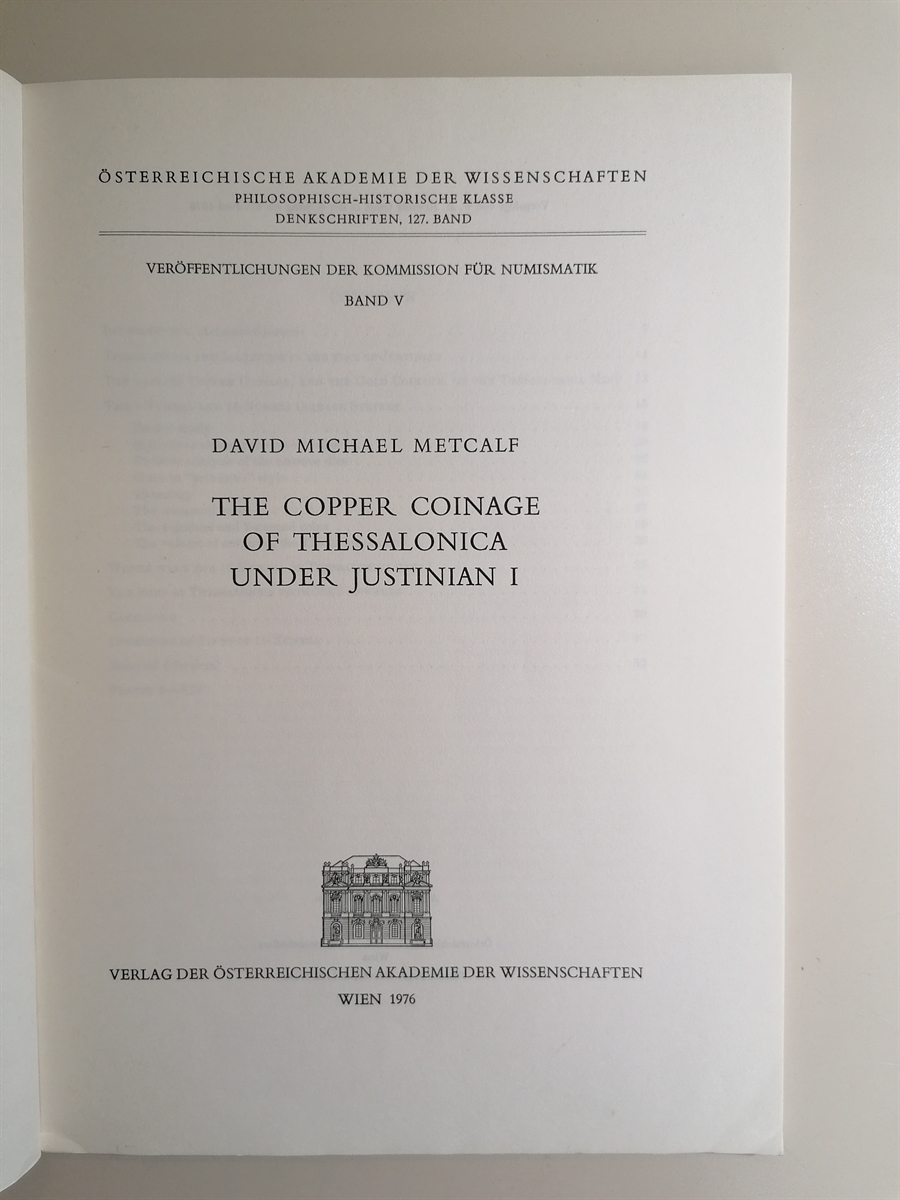 ÖSTERREICHISCHE AKADEMIE DER WISSENSCHAFTEN
PHILOSOPHISCH-HISTORISCHE KLASSE
DENKSCHRIFTEN, 127. BAND
VERÖFFENTLICHUNGEN DER KOMMISSION FÜR NUMISMATIK
BAND V
DAVID MICHAEL METCALF
THE COPPER COINAGE
OF THESSALONICA
UNDER JUSTINIAN I
VERLAG DER ÖSTERREICHISCHEN AKADEMIE DER WISSENSCHAFTEN
WIEN 1976